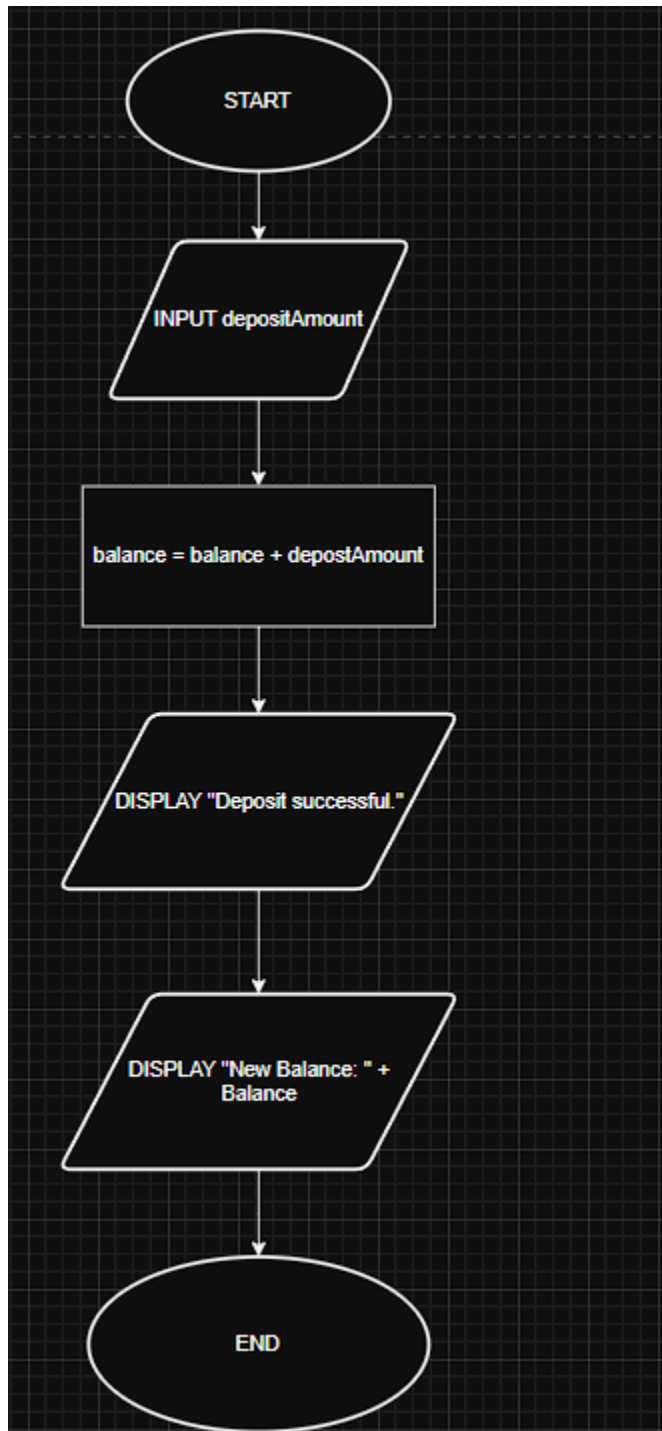 START
INPUT depositAmount
balance = balance + depostAmount
DISPLAY "Deposit successful."
DISPLAY "New Balance: " +
Balance
END